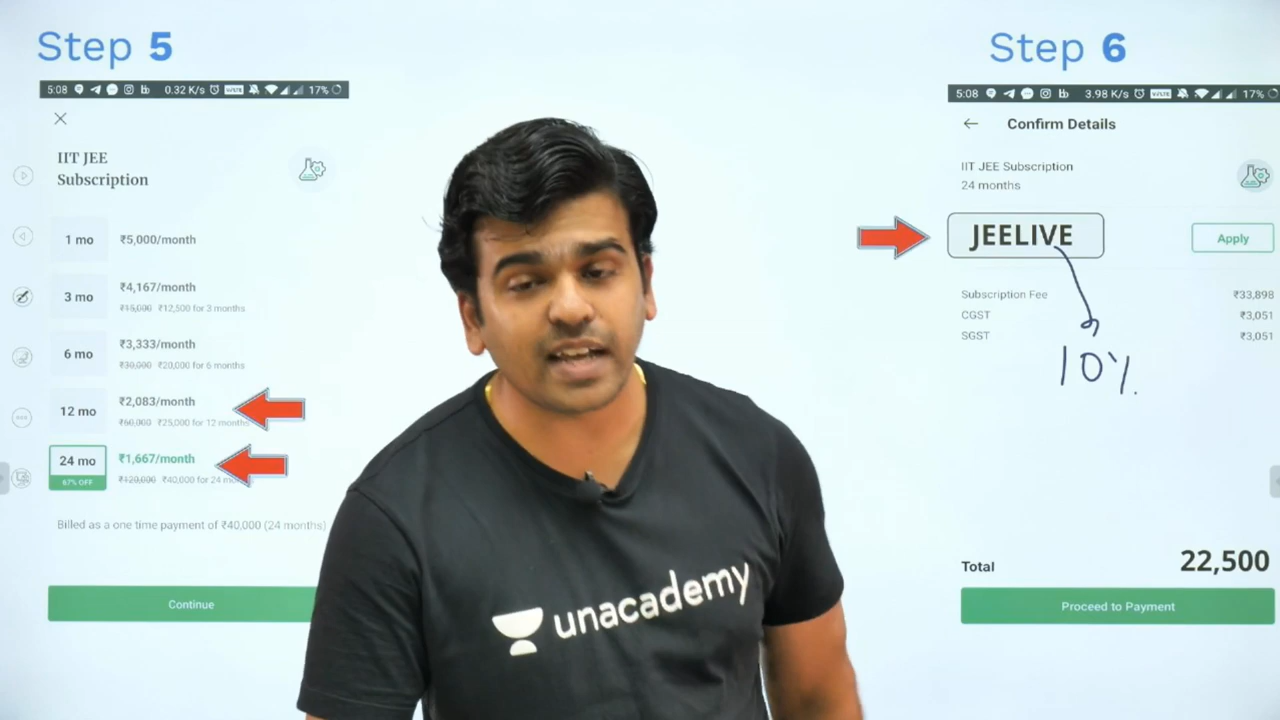 Step 5
5:08 0.32 K/s 17%
IIT JEE
Subscription
1 mo ₹5,000/month
3 mo ₹4,167/month
₹15,000 ₹12,500 for 3 months
6 mo ₹3,333/month
₹30,000 ₹20,000 for 6 months
12 mo ₹2,083/month
₹60,000 ₹25,000 for 12 months
24 mo ₹1,667/month
67% OFF ₹120,000 ₹40,000 for 24 mo
Billed as a one time payment of ₹40,000 (24 months)
Continue
unacademy
Step 6
5:08 3.98 K/s 17%
Confirm Details
IIT JEE Subscription
24 months
JEELIVE Apply
Subscription Fee ₹33,898
CGST ₹3,051
SGST ₹3,051
10%
Total 22,500
Proceed to Payment